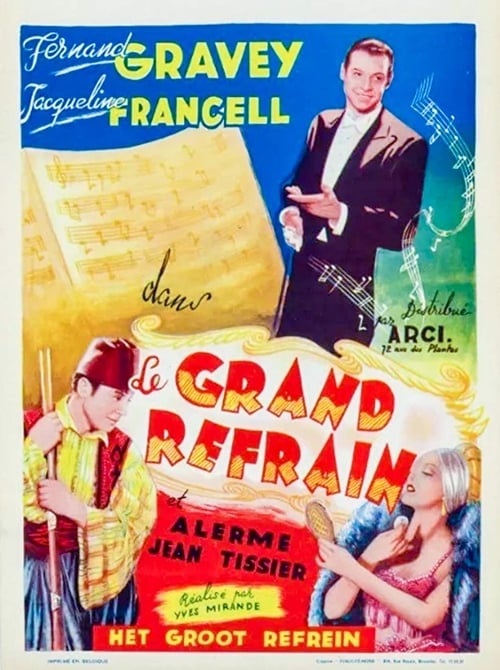 Fernand GRAVEY
Jacqueline FRANCELL
dans
Distribué
par ARCI.
72 rue des Plantes
Le GRAND
REFRAIN
et
ALERME
JEAN TISSIER
Réalisé par
YVES MIRANDE
HET GROOT REFREIN
IMPRIMÉ EN BELGIQUE